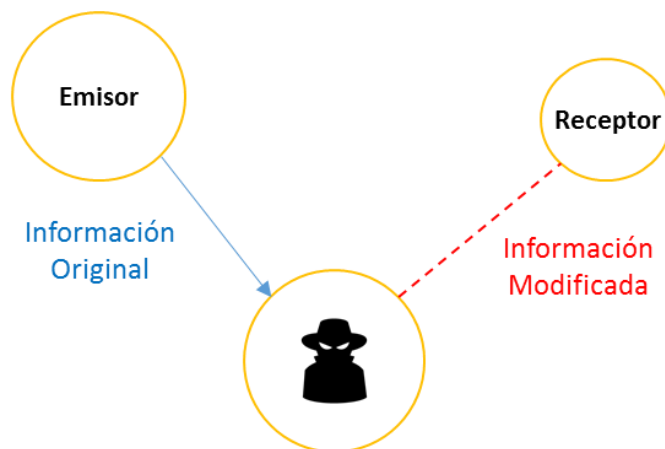 Emisor
Receptor
Información
Original
Información
Modificada